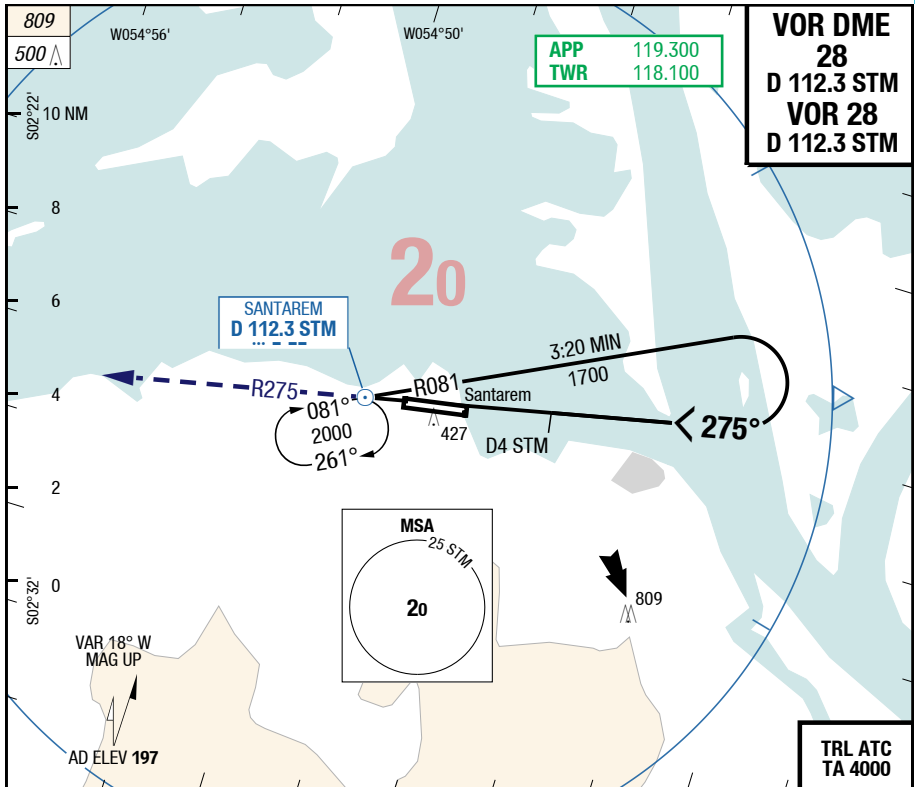 809
500
W054°56'
W054°50'
APP 119.300
TWR 118.100
VOR DME
28
D 112.3 STM
VOR 28
D 112.3 STM
S02°22'
10 NM
8
6
4
2
0
S02°32'
20
SANTAREM
D 112.3 STM
3:20 MIN
1700
R275
R081
Santarem
081°
2000
261°
427
D4 STM
275°
MSA
25 STM
20
809
VAR 18° W
MAG UP
AD ELEV 197
TRL ATC
TA 4000